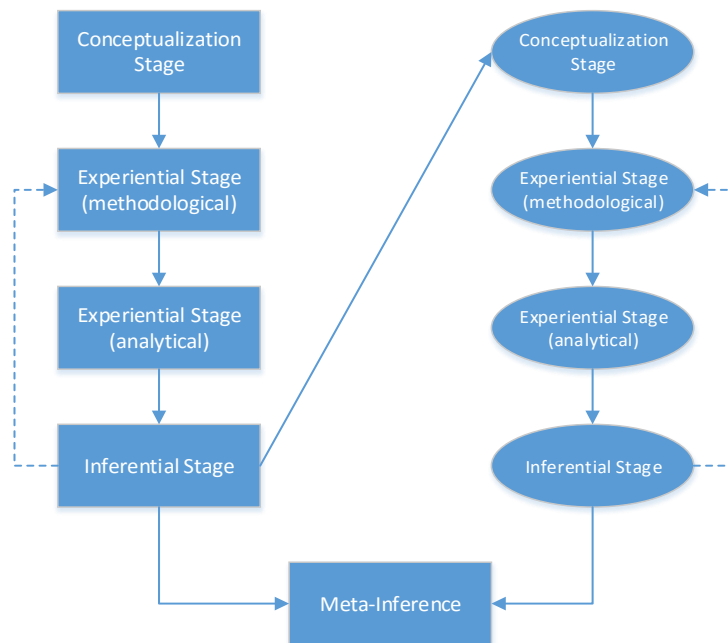 Conceptualization
Stage
Experiential Stage
(methodological)
Experiential Stage
(analytical)
Inferential Stage
Conceptualization
Stage
Experiential Stage
(methodological)
Experiential Stage
(analytical)
Inferential Stage
Meta-Inference